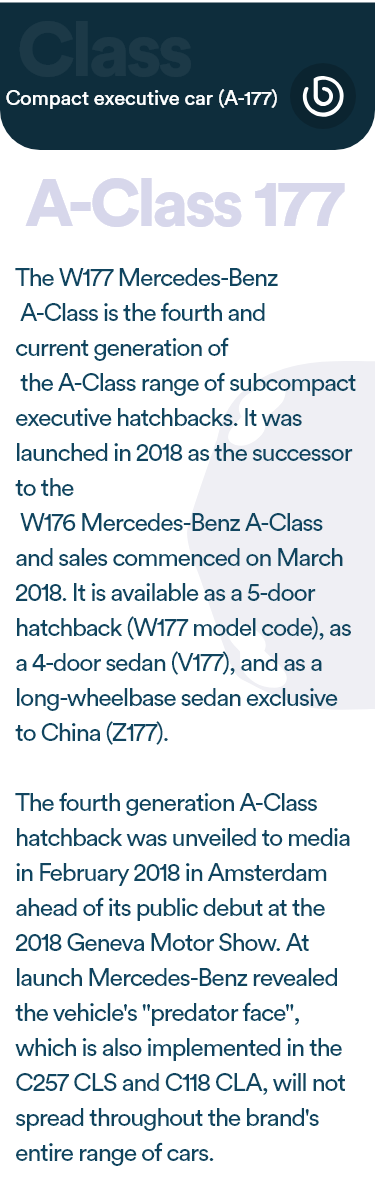 Class
Compact executive car (A-177)
A-Class 177
The W177 Mercedes-Benz
A-Class is the fourth and
current generation of
the A-Class range of subcompact
executive hatchbacks. It was
launched in 2018 as the successor
to the
W176 Mercedes-Benz A-Class
and sales commenced on March
2018. It is available as a 5-door
hatchback (W177 model code), as
a 4-door sedan (V177), and as a
long-wheelbase sedan exclusive
to China (Z177).
The fourth generation A-Class
hatchback was unveiled to media
in February 2018 in Amsterdam
ahead of its public debut at the
2018 Geneva Motor Show. At
launch Mercedes-Benz revealed
the vehicle's "predator face",
which is also implemented in the
C257 CLS and C118 CLA, will not
spread throughout the brand's
entire range of cars.